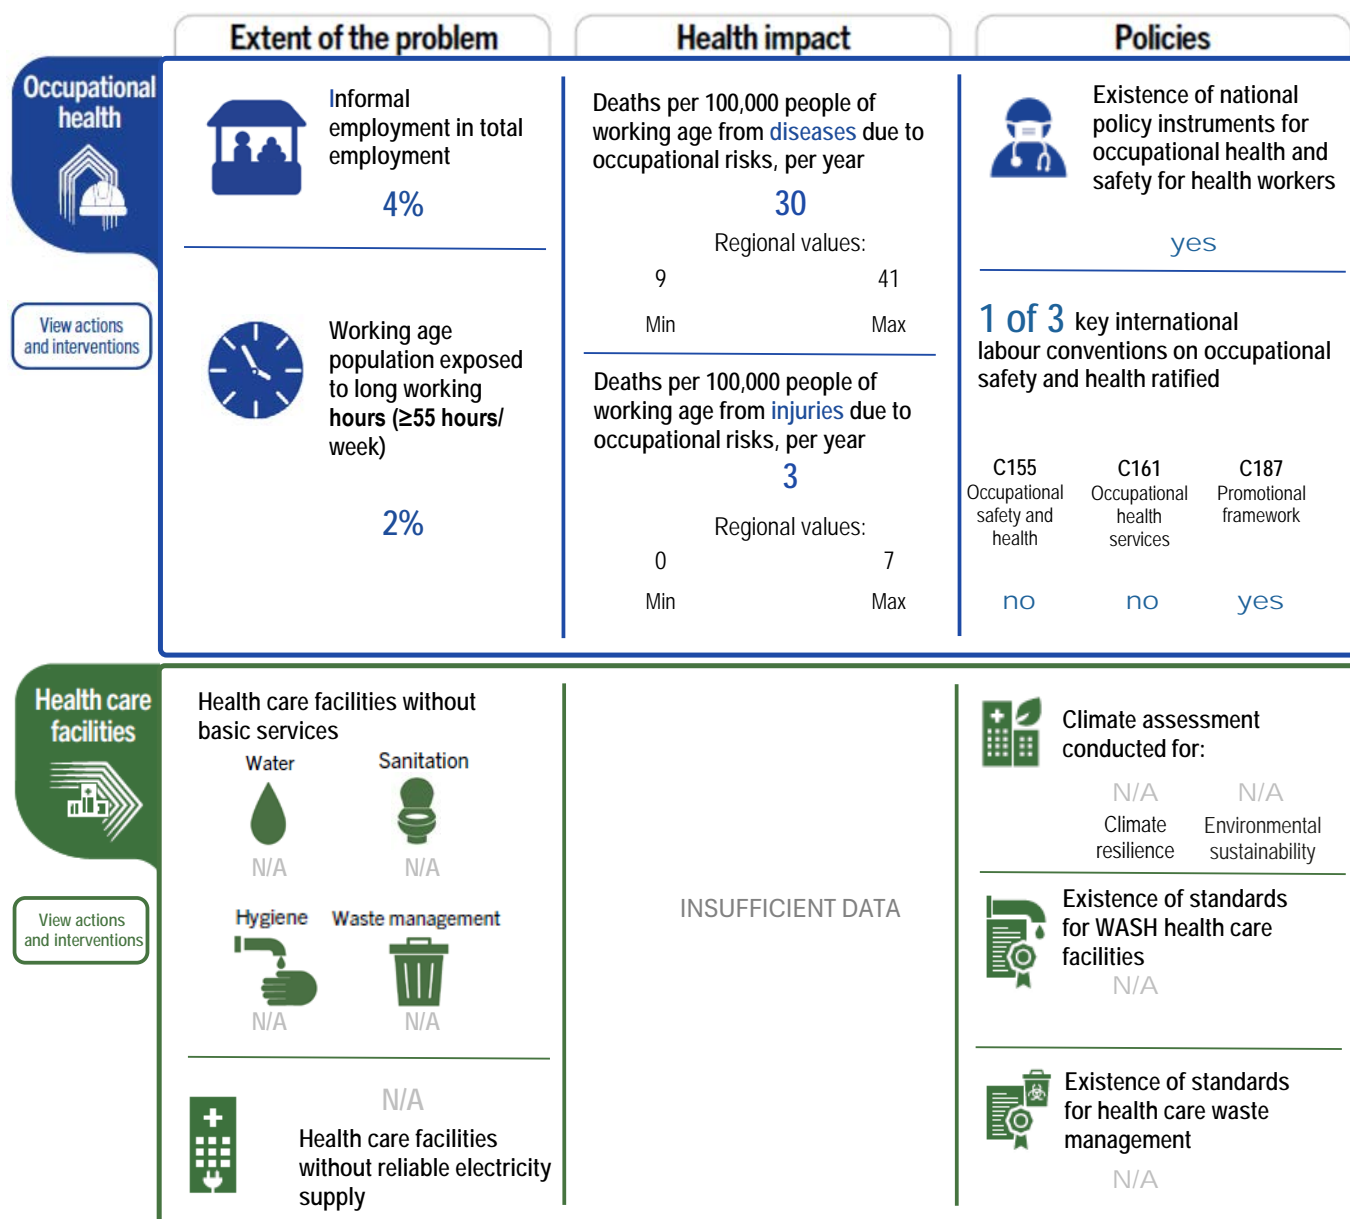 Extent of the problem
Health impact
Policies
Occupational
health
View actions
and interventions
Informal
employment in total
employment
4%
Working age
population exposed
to long working
hours (≥55 hours/
week)
2%
Deaths per 100,000 people of
working age from diseases due to
occupational risks, per year
30
Regional values:
9 41
Min Max
Deaths per 100,000 people of
working age from injuries due to
occupational risks, per year
3
Regional values:
0 7
Min Max
Existence of national
policy instruments for
occupational health and
safety for health workers
yes
1 of 3 key international
labour conventions on occupational
safety and health ratified
C155
Occupational
safety and
health
no
C161
Occupational
health
services
no
C187
Promotional
framework
yes
Health care
facilities
View actions
and interventions
Health care facilities without
basic services
Water
N/A
Sanitation
N/A
Hygiene
N/A
Waste management
N/A
N/A
Health care facilities
without reliable electricity
supply
INSUFFICIENT DATA
Climate assessment
conducted for:
N/A
Climate
resilience
N/A
Environmental
sustainability
Existence of standards
for WASH health care
facilities
N/A
Existence of standards
for health care waste
management
N/A